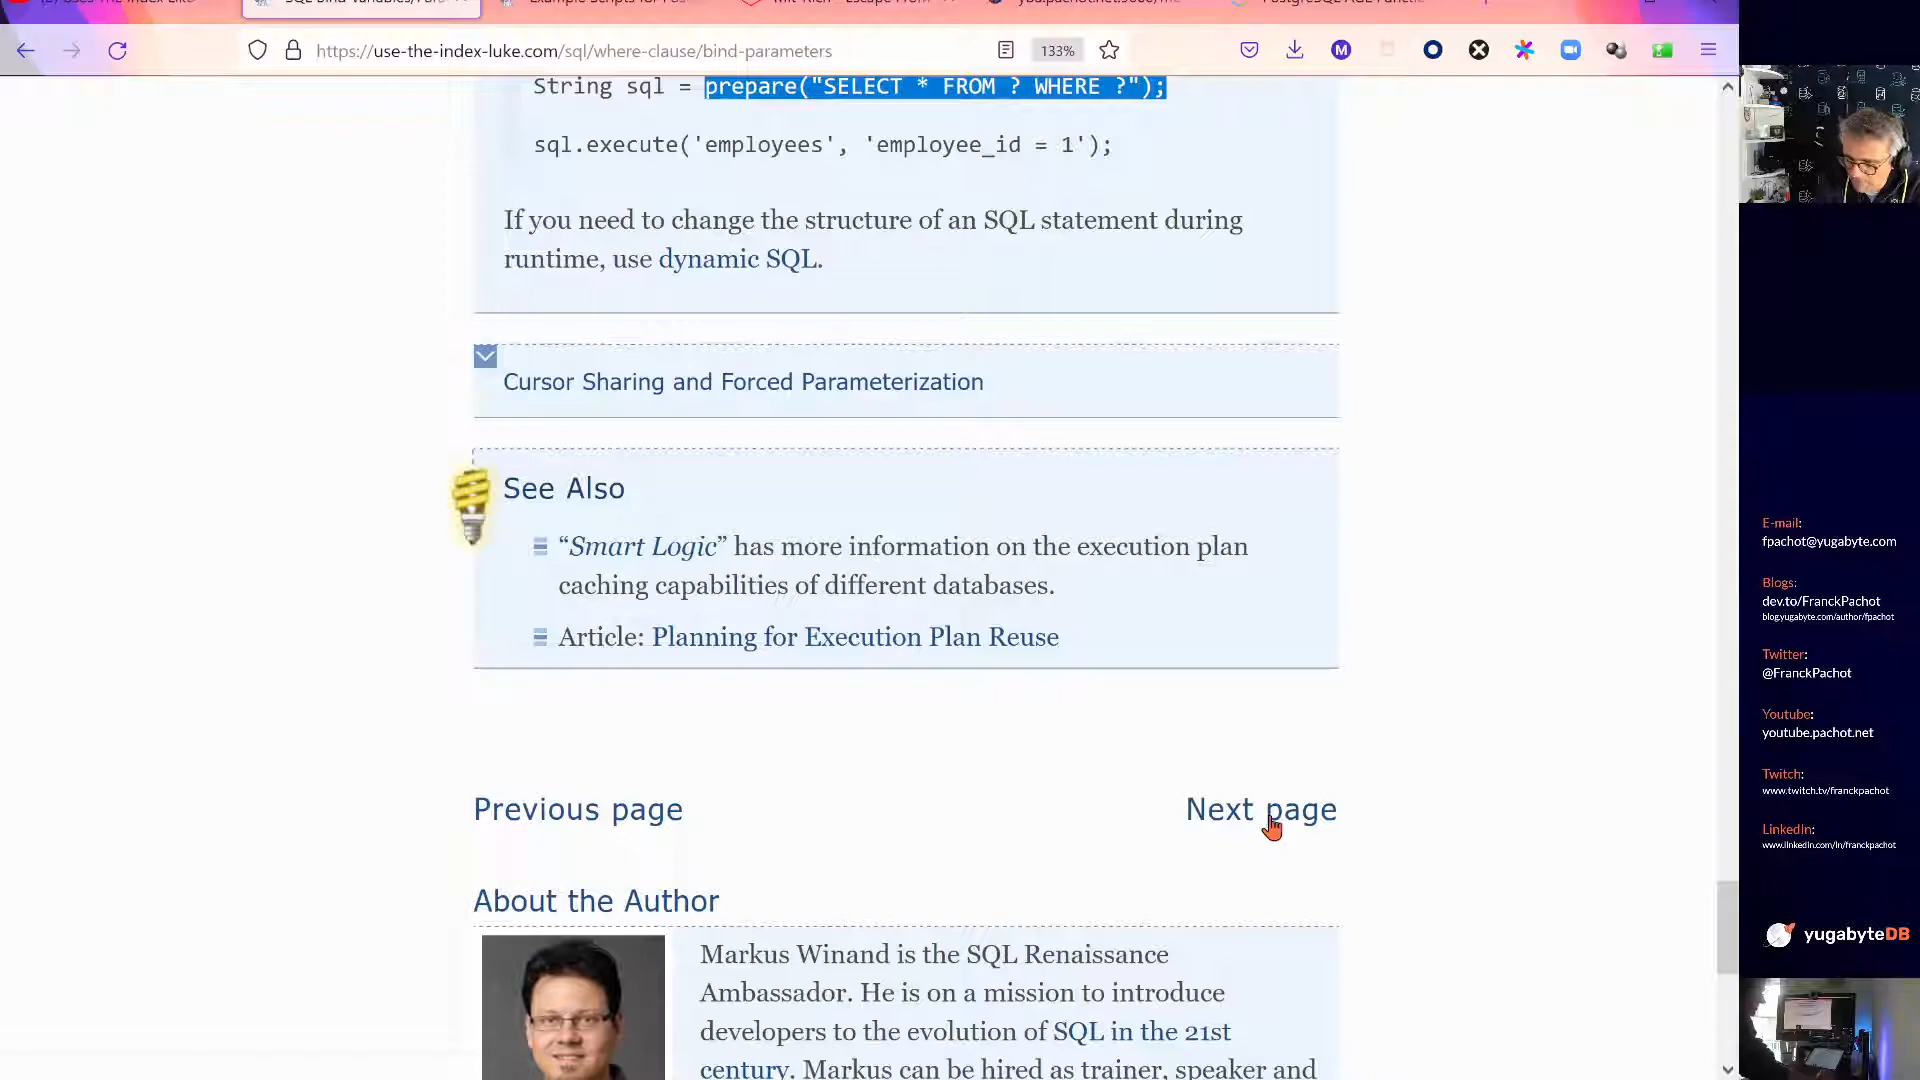 https://use-the-index-luke.com/sql/where-clause/bind-parameters
133%
String sql = prepare("SELECT * FROM ? WHERE ?");
sql.execute('employees', 'employee_id = 1');
If you need to change the structure of an SQL statement during
runtime, use dynamic SQL.
Cursor Sharing and Forced Parameterization
See Also
“Smart Logic” has more information on the execution plan
caching capabilities of different databases.
Article: Planning for Execution Plan Reuse
Previous page
Next page
About the Author
Markus Winand is the SQL Renaissance
Ambassador. He is on a mission to introduce
developers to the evolution of SQL in the 21st
century. Markus can be hired as trainer, speaker and
E-mail:
fpachot@yugabyte.com
Blogs:
dev.to/FranckPachot
blog.yugabyte.com/author/fpachot
Twitter:
@FranckPachot
Youtube:
youtube.pachot.net
Twitch:
www.twitch.tv/franckpachot
LinkedIn:
www.linkedin.com/in/franckpachot
yugabyteDB